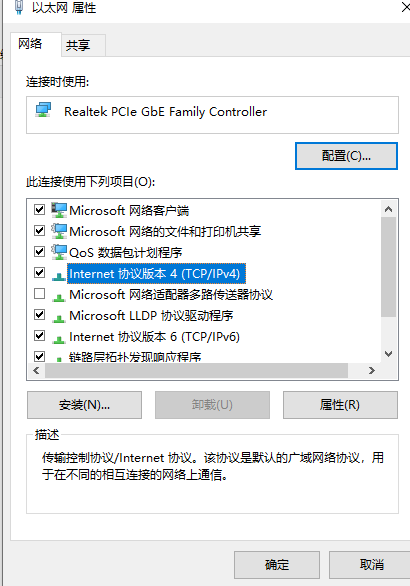 以太网 属性
网络
共享
连接时使用:
Realtek PCIe GbE Family Controller
配置(C)...
此连接使用下列项目(O):
Microsoft 网络客户端
Microsoft 网络的文件和打印机共享
QoS 数据包计划程序
Internet 协议版本 4 (TCP/IPv4)
Microsoft 网络适配器多路传送器协议
Microsoft LLDP 协议驱动程序
Internet 协议版本 6 (TCP/IPv6)
链路层拓扑发现响应程序
安装(N)...
卸载(U)
属性(R)
描述
传输控制协议/Internet 协议。该协议是默认的广域网络协议，用
于在不同的相互连接的网络上通信。
确定
取消